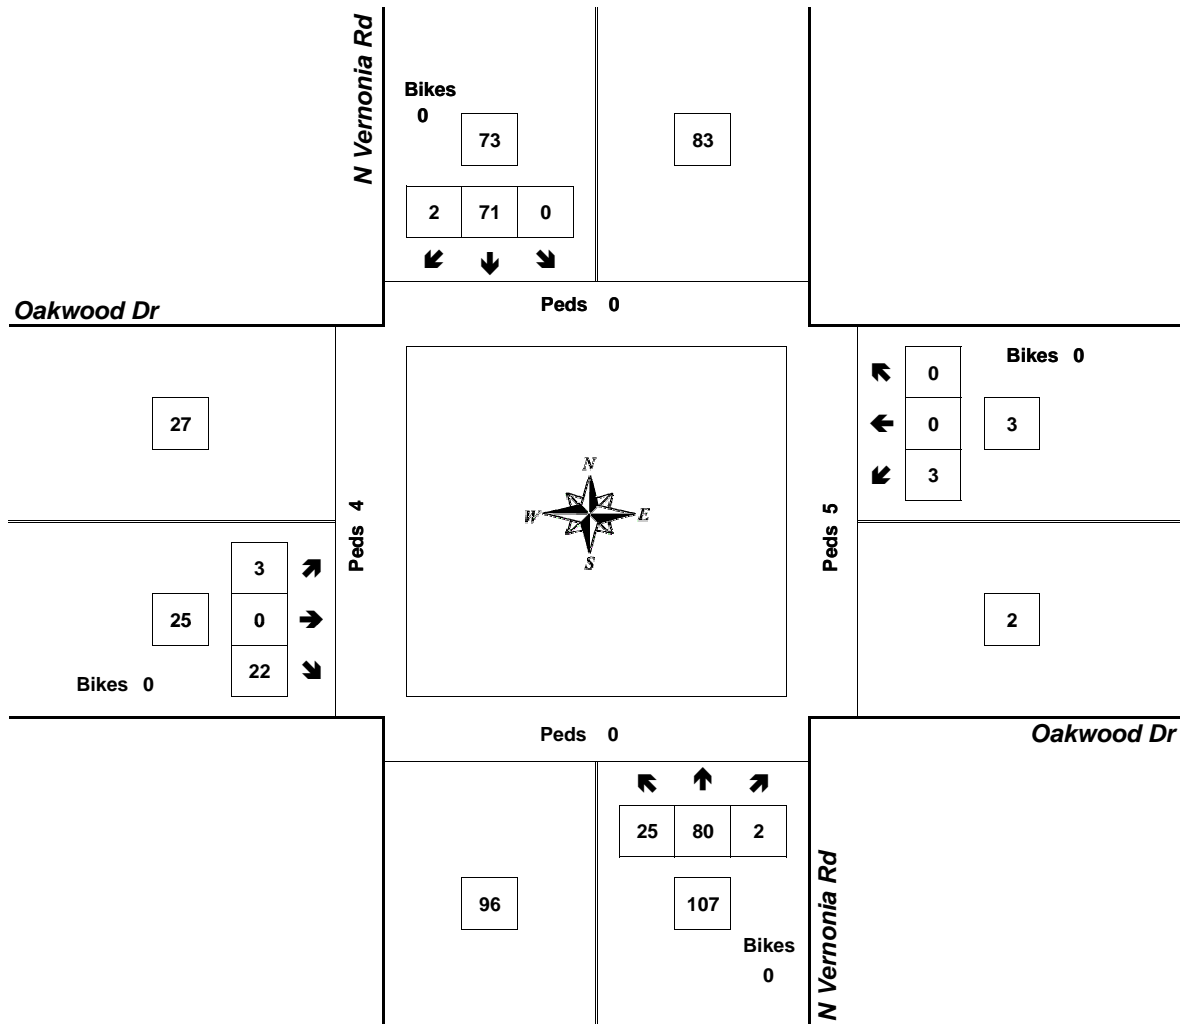 N Vernonia Rd
Bikes
0
73
83
2 71 0
Peds 0
Oakwood Dr
Bikes 0
0
27
0 3
3
N
W E
S
Peds 4
Peds 5
3
25 0
2
22
Bikes 0
Peds 0
Oakwood Dr
25 80 2
96
107
Bikes
0
N Vernonia Rd